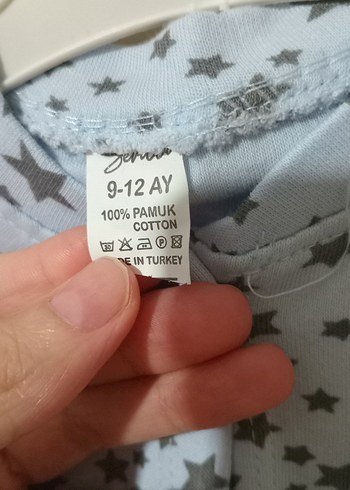 9-12 AY
100% PAMUK
COTTON
DE IN TURKEY